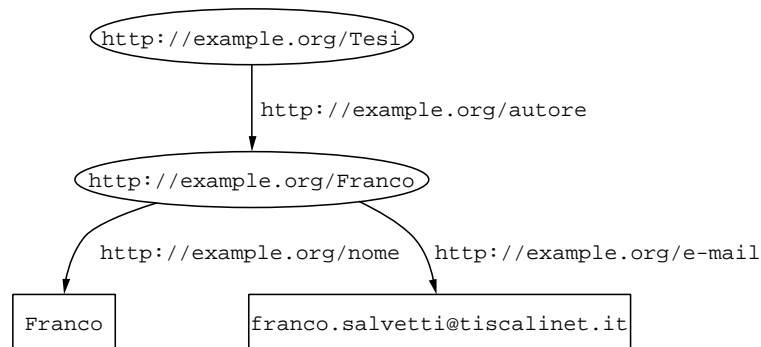 http://example.org/Tesi
http://example.org/autore
http://example.org/Franco
http://example.org/nome
http://example.org/e-mail
Franco
franco.salvetti@tiscalinet.it